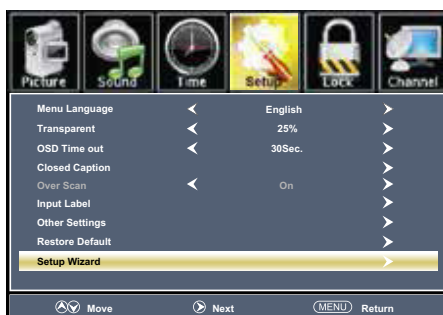 Picture Sound Time Setup Lock Channel
Menu Language English
Transparent 25%
OSD Time out 30Sec.
Closed Caption
Over Scan On
Input Label
Other Settings
Restore Default
Setup Wizard
Move Next MENU Return